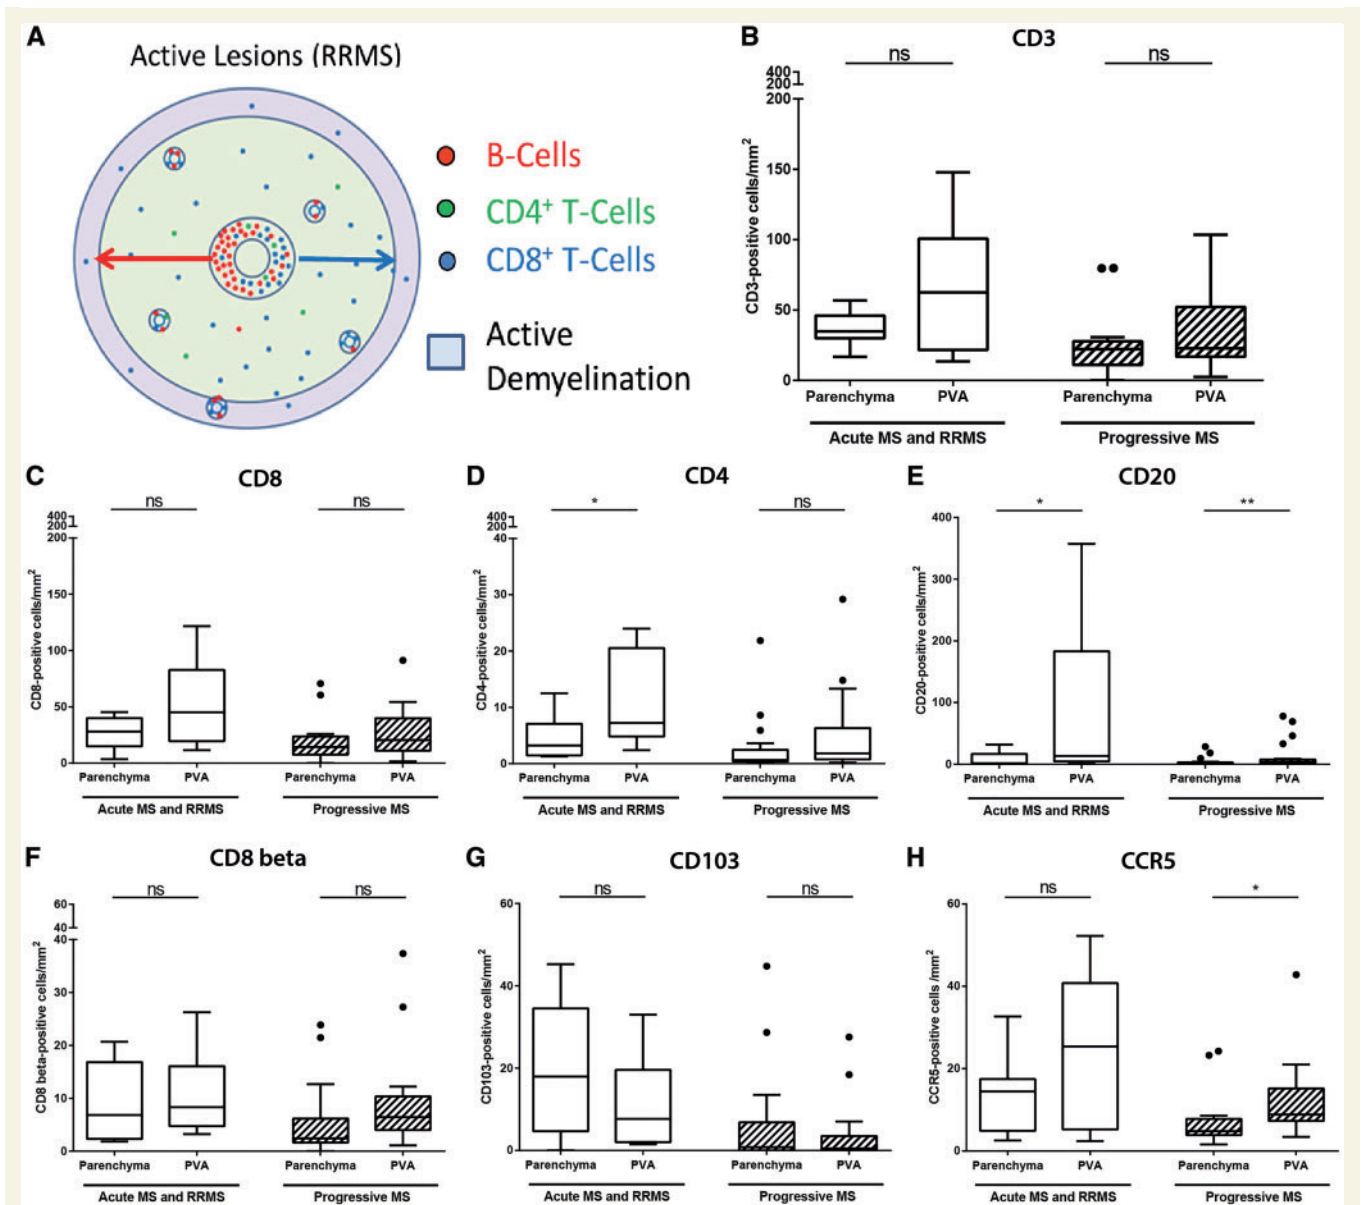 A
Active Lesions (RRMS)
B-Cells
CD4+ T-Cells
CD8+ T-Cells
Active
Demyelination
B
CD3
ns
ns
400
200
200
150
100
50
0
CD3-positive cells/mm2
Parenchyma
PVA
Parenchyma
PVA
Acute MS and RRMS
Progressive MS
C
CD8
ns
ns
400
200
200
150
100
50
0
CD8-positive cells/mm2
Parenchyma
PVA
Parenchyma
PVA
Acute MS and RRMS
Progressive MS
D
CD4
*
ns
400
200
40
30
20
10
0
CD4-positive cells/mm2
Parenchyma
PVA
Parenchyma
PVA
Acute MS and RRMS
Progressive MS
E
CD20
*
**
400
300
200
100
0
CD20-positive cells/mm2
Parenchyma
PVA
Parenchyma
PVA
Acute MS and RRMS
Progressive MS
F
CD8 beta
ns
ns
60
40
40
30
20
10
0
CD8 beta-positive cells/mm2
Parenchyma
PVA
Parenchyma
PVA
Acute MS and RRMS
Progressive MS
G
CD103
ns
ns
60
40
20
0
CD103-positive cells/mm2
Parenchyma
PVA
Parenchyma
PVA
Acute MS and RRMS
Progressive MS
H
CCR5
ns
*
60
40
20
0
CCR5-positive cells /mm2
Parenchyma
PVA
Parenchyma
PVA
Acute MS and RRMS
Progressive MS